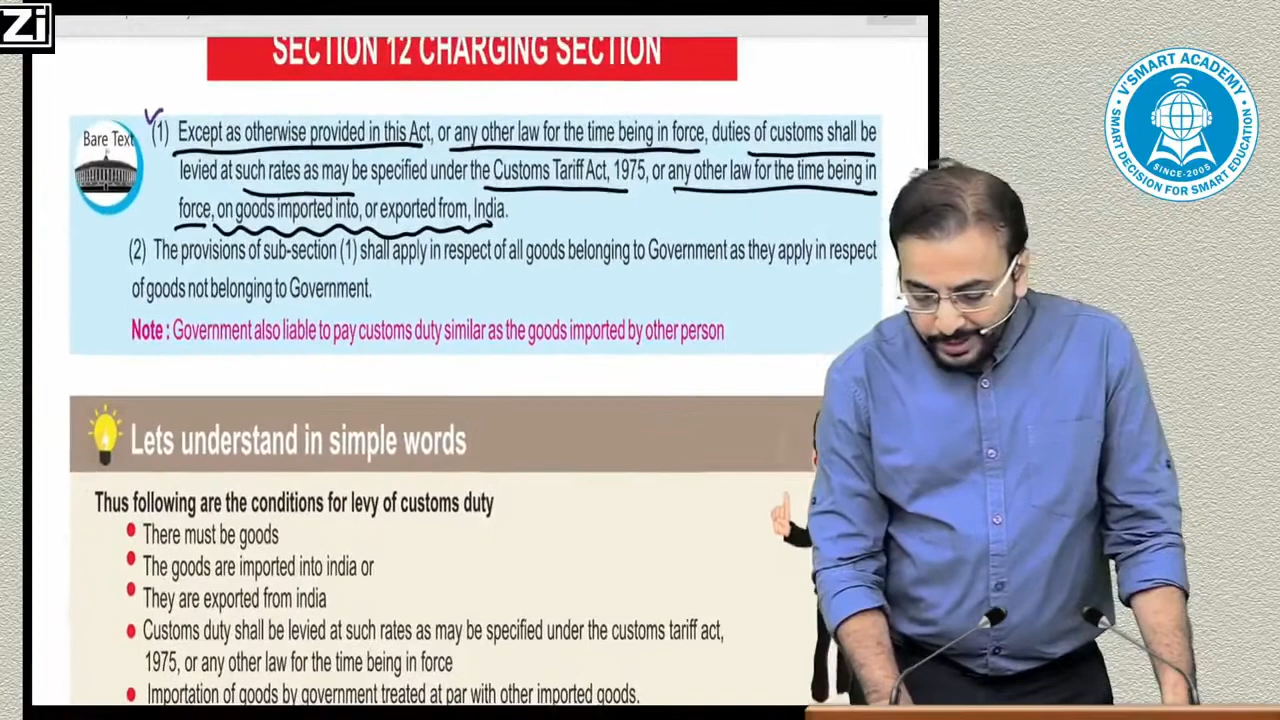 Zi
SECTION 12 CHARGING SECTION
Bare Text
(1) Except as otherwise provided in this Act, or any other law for the time being in force, duties of customs shall be
levied at such rates as may be specified under the Customs Tariff Act, 1975, or any other law for the time being in
force, on goods imported into, or exported from, India.
(2) The provisions of sub-section (1) shall apply in respect of all goods belonging to Government as they apply in respect
of goods not belonging to Government.
Note : Government also liable to pay customs duty similar as the goods imported by other person
Lets understand in simple words
Thus following are the conditions for levy of customs duty
There must be goods
The goods are imported into india or
They are exported from india
Customs duty shall be levied at such rates as may be specified under the customs tariff act,
1975, or any other law for the time being in force
Importation of goods by government treated at par with other imported goods.
V'SMART ACADEMY
SINCE-2005
SMART DECISION FOR SMART EDUCATION